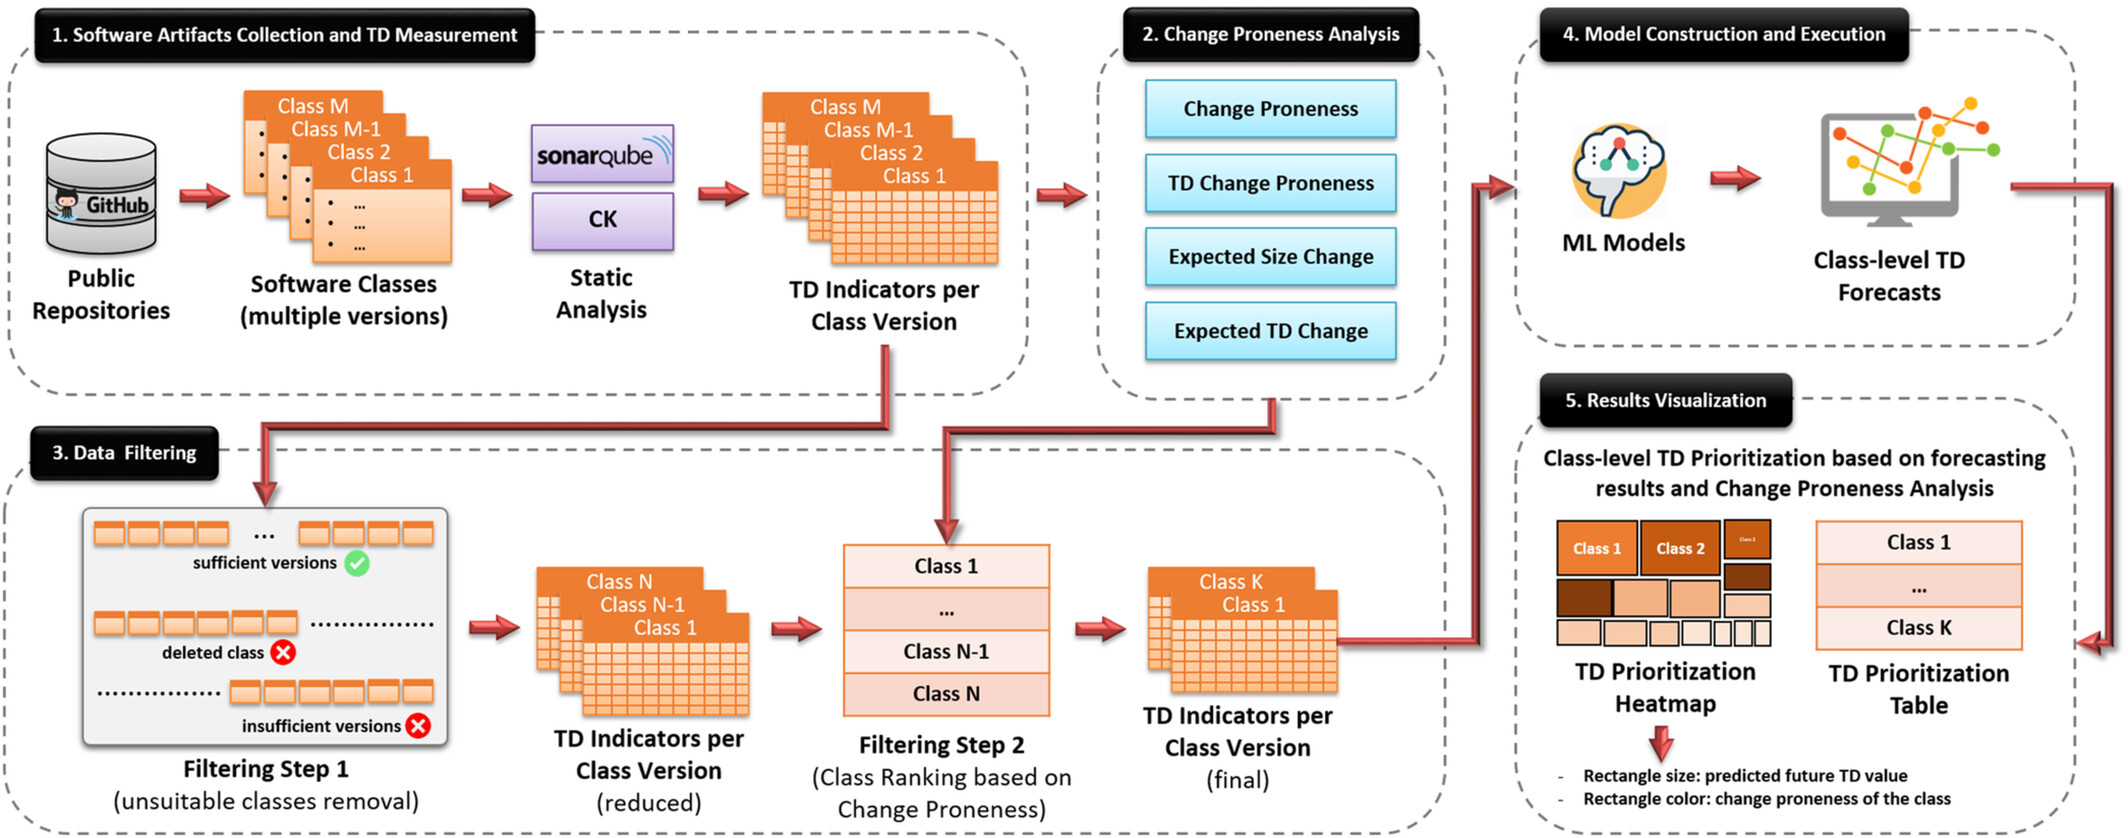 1. Software Artifacts Collection and TD Measurement
GitHub
Public
Repositories
Class M
Class M-1
Class 2
Class 1
...
...
...
Software Classes
(multiple versions)
sonarqube
CK
Static
Analysis
Class M
Class M-1
Class 2
Class 1
TD Indicators per
Class Version
2. Change Proneness Analysis
Change Proneness
TD Change Proneness
Expected Size Change
Expected TD Change
3. Data Filtering
...
sufficient versions
deleted class
insufficient versions
Filtering Step 1
(unsuitable classes removal)
Class N
Class N-1
Class 1
TD Indicators per
Class Version
(reduced)
Class 1
...
Class N-1
Class N
Filtering Step 2
(Class Ranking based on
Change Proneness)
Class K
Class 1
TD Indicators per
Class Version
(final)
4. Model Construction and Execution
ML Models
Class-level TD
Forecasts
5. Results Visualization
Class-level TD Prioritization based on forecasting
results and Change Proneness Analysis
Class 1
Class 2
Class 3
TD Prioritization
Heatmap
Class 1
...
Class K
TD Prioritization
Table
- Rectangle size: predicted future TD value
- Rectangle color: change proneness of the class